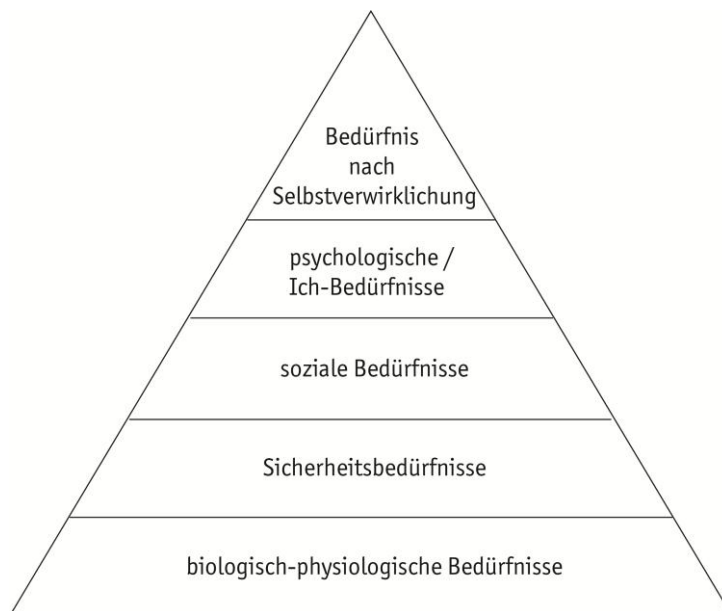 Bedürfnis
nach
Selbstverwirklichung
psychologische /
Ich-Bedürfnisse
soziale Bedürfnisse
Sicherheitsbedürfnisse
biologisch-physiologische Bedürfnisse